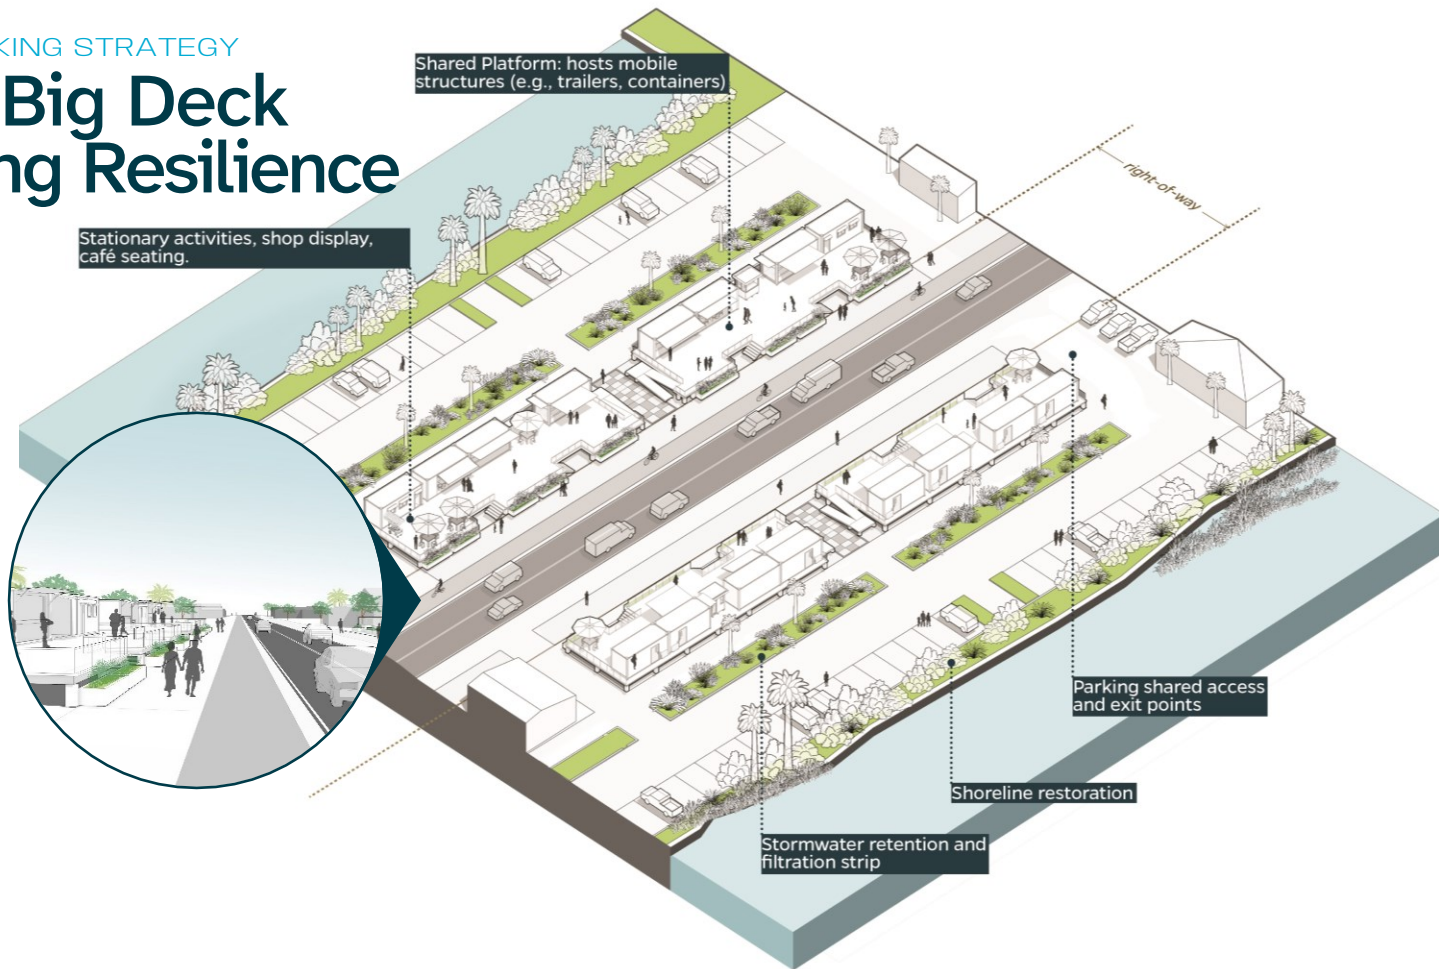 KING STRATEGY
Big Deck
ng Resilience
Shared Platform: hosts mobile
structures (e.g., trailers, containers)
Stationary activities, shop display,
café seating.
right-of-way
Parking shared access
and exit points
Shoreline restoration
Stormwater retention and
filtration strip